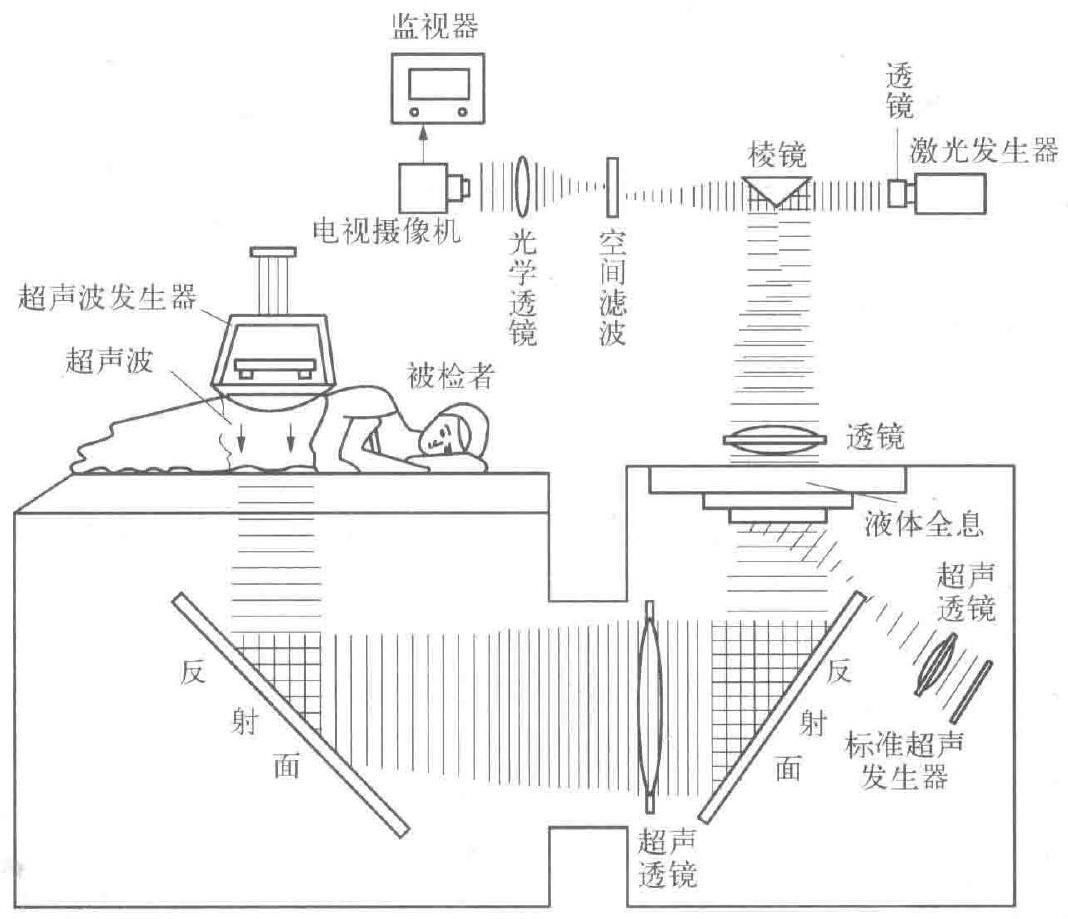 监视器
透镜
棱镜
激光发生器
电视摄像机
光学透镜
空间滤波
超声波发生器
超声波
被检者
透镜
液体全息
超声
透镜
反射面
反射面
标准超声
发生器
超声
透镜